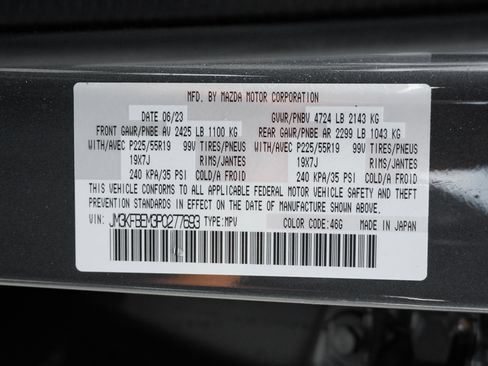 MFD. BY MAZDA MOTOR CORPORATION
DATE 06/23 GVWR/PNBV 4724 LB 2143 KG
FRONT GAWR/PNBE AV 2425 LB 1100 KG REAR GAWR/PNBE AR 2299 LB 1043 KG
WITH/AVEC P225/55R19 99V TIRES/PNEUS WITH/AVEC P225/55R19 99V TIRES/PNEUS
19X7J RIMS/JANTES 19X7J RIMS/JANTES
240 KPA/35 PSI COLD/A FROID 240 KPA/35 PSI COLD/A FROID
THIS VEHICLE CONFORMS TO ALL APPLICABLE FEDERAL MOTOR VEHICLE SAFETY AND THEFT
PREVENTION STANDARDS IN EFFECT ON THE DATE OF MANUFACTURE SHOWN ABOVE.
VIN: JM3KFBEM3P0277693 TYPE:MPV COLOR CODE:46G MADE IN JAPAN